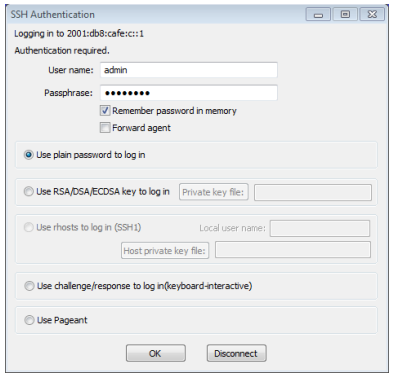 SSH Authentication
Logging in to 2001:db8:cafe:c::1
Authentication required.
User name: admin
Passphrase: ••••••••
Remember password in memory
Forward agent
Use plain password to log in
Use RSA/DSA/ECDSA key to log in Private key file:
Use rhosts to log in (SSH1) Local user name:
Host private key file:
Use challenge/response to log in(keyboard-interactive)
Use Pageant
OK Disconnect